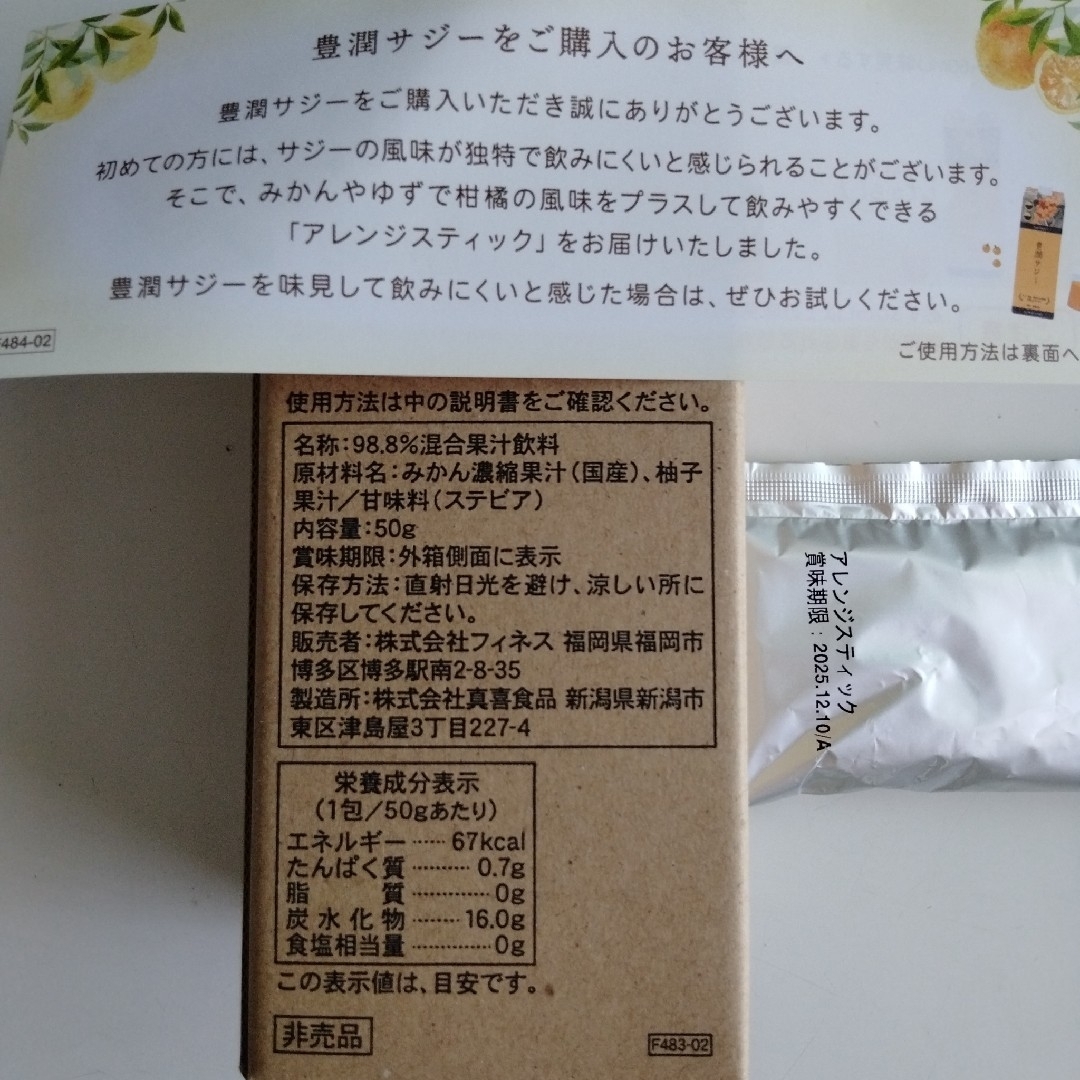 豊潤サジーをご購入のお客様へ
豊潤サジーをご購入いただき誠にありがとうございます。
初めての方には、サジーの風味が独特で飲みにくいと感じられることがございます。
そこで、みかんやゆずで柑橘の風味をプラスして飲みやすくできる
「アレンジスティック」をお届けいたしました。
豊潤サジーを味見して飲みにくいと感じた場合は、ぜひお試しください。
F484-02
ご使用方法は裏面へ
豊潤サジー
使用方法は中の説明書をご確認ください。
名称:98.8%混合果汁飲料
原材料名:みかん濃縮果汁(国産)、柚子
果汁/甘味料(ステビア)
内容量:50g
賞味期限:外箱側面に表示
保存方法:直射日光を避け、涼しい所に
保存してください。
販売者:株式会社フィネス 福岡県福岡市
博多区博多駅南2-8-35
製造所:株式会社真喜食品 新潟県新潟市
東区津島屋3丁目227-4
栄養成分表示
(1包/50gあたり)
エネルギー……67kcal
たんぱく質………0.7g
脂 質…………0g
炭水化物………16.0g
食塩相当量…………0g
この表示値は、目安です。
非売品
F483-02
アレンジスティック
賞味期限:2025.12.10/A